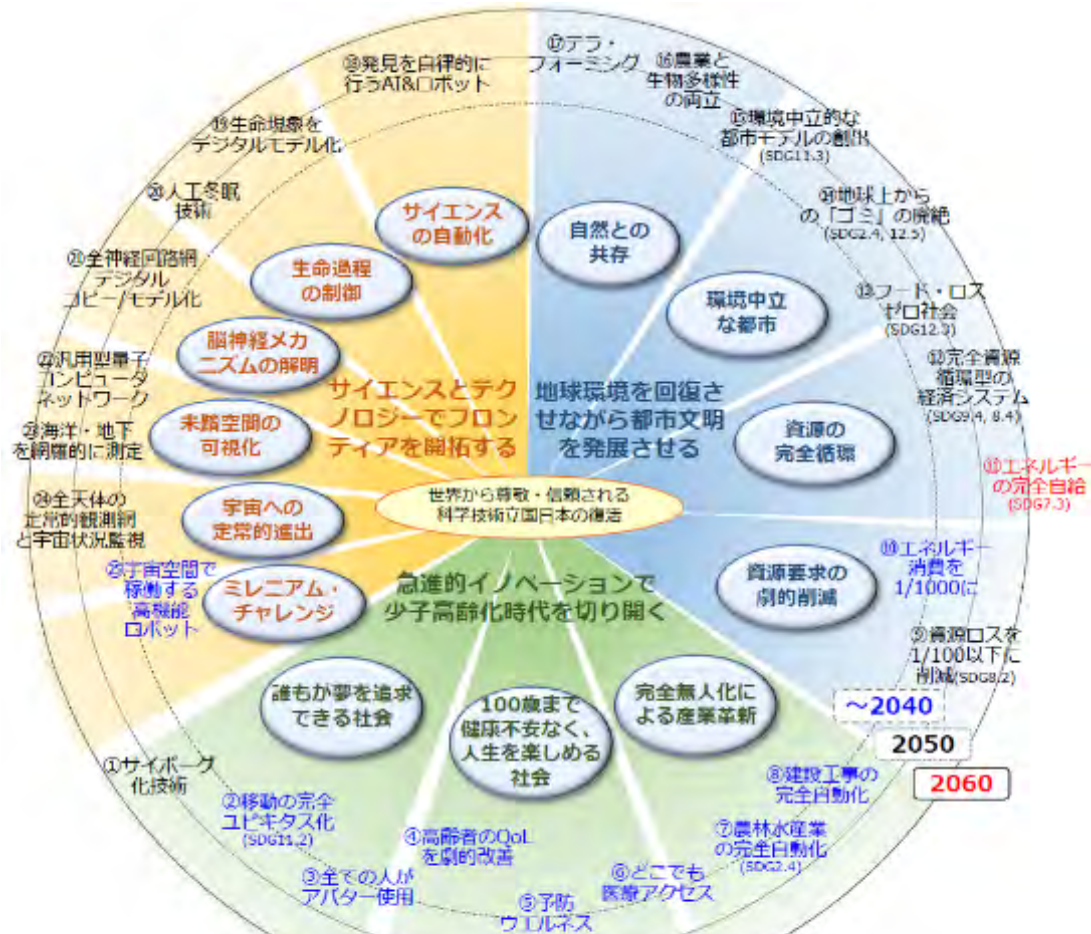 ⑱発見を自律的に
行うAI&ロボット
⑰テラ・
フォーミング
⑯農業と
生物多様性
の両立
⑲生命現象を
デジタルモデル化
⑮環境中立的な
都市モデルの創出
(SDG11.3)
⑳人工冬眠
技術
⑭地球上から
の「ゴミ」の廃絶
(SDG2.4, 12.5)
サイエンス
の自動化
自然との
共存
㉑全神経回路網
デジタル
コピー/モデル化
生命過程
の制御
環境中立
な都市
⑬フード・ロス
ゼロ社会
(SDG12.3)
脳神経メカ
ニズムの解明
㉒汎用型量子
コンピュータ
ネットワーク
⑫完全資源
循環型の
経済システム
(SDG9.4, 8.4)
サイエンスとテク
ノロジーでフロン
ティアを開拓する
地球環境を回復さ
せながら都市文明
を発展させる
㉓海洋・地下
を網羅的に測定
未踏空間の
可視化
資源の
完全循環
⑪エネルギー
の完全自給
(SDG7.3)
㉔全天体の
定常的観測網
と宇宙状況監視
宇宙への
定常的進出
世界から尊敬・信頼される
科学技術立国日本の復活
㉕宇宙空間で
稼働する
高機能
ロボット
ミレニアム・
チャレンジ
急進的イノベーションで
少子高齢化時代を切り開く
資源要求の
劇的削減
⑩エネルギー
消費を
1/1000に
⑨資源ロスを
1/100以下に
削減(SDG8.2)
誰もが夢を追求
できる社会
100歳まで
健康不安なく、
人生を楽しめる
社会
完全無人化に
よる産業革新
～2040
2050
2060
①サイボーグ
化技術
②移動の完全
ユビキタス化
(SDG11.2)
③全ての人が
アバター使用
④高齢者のQoL
を劇的改善
⑤予防
ウエルネス
⑥どこでも
医療アクセス
⑦農林水産業
の完全自動化
(SDG2.4)
⑧建設工事の
完全自動化